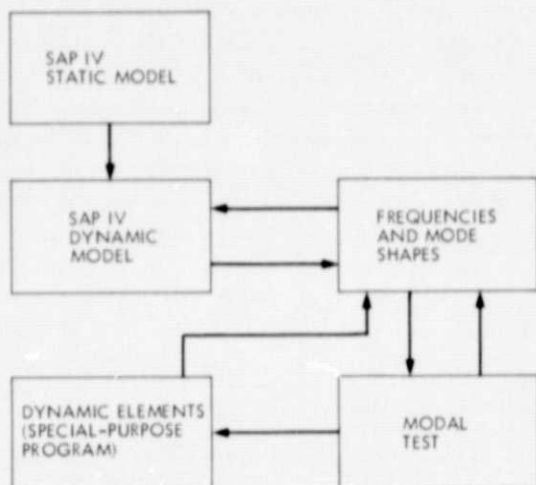 SAP IV
STATIC MODEL
SAP IV
DYNAMIC
MODEL
FREQUENCIES
AND MODE
SHAPES
DYNAMIC ELEMENTS
(SPECIAL-PURPOSE
PROGRAM)
MODAL
TEST